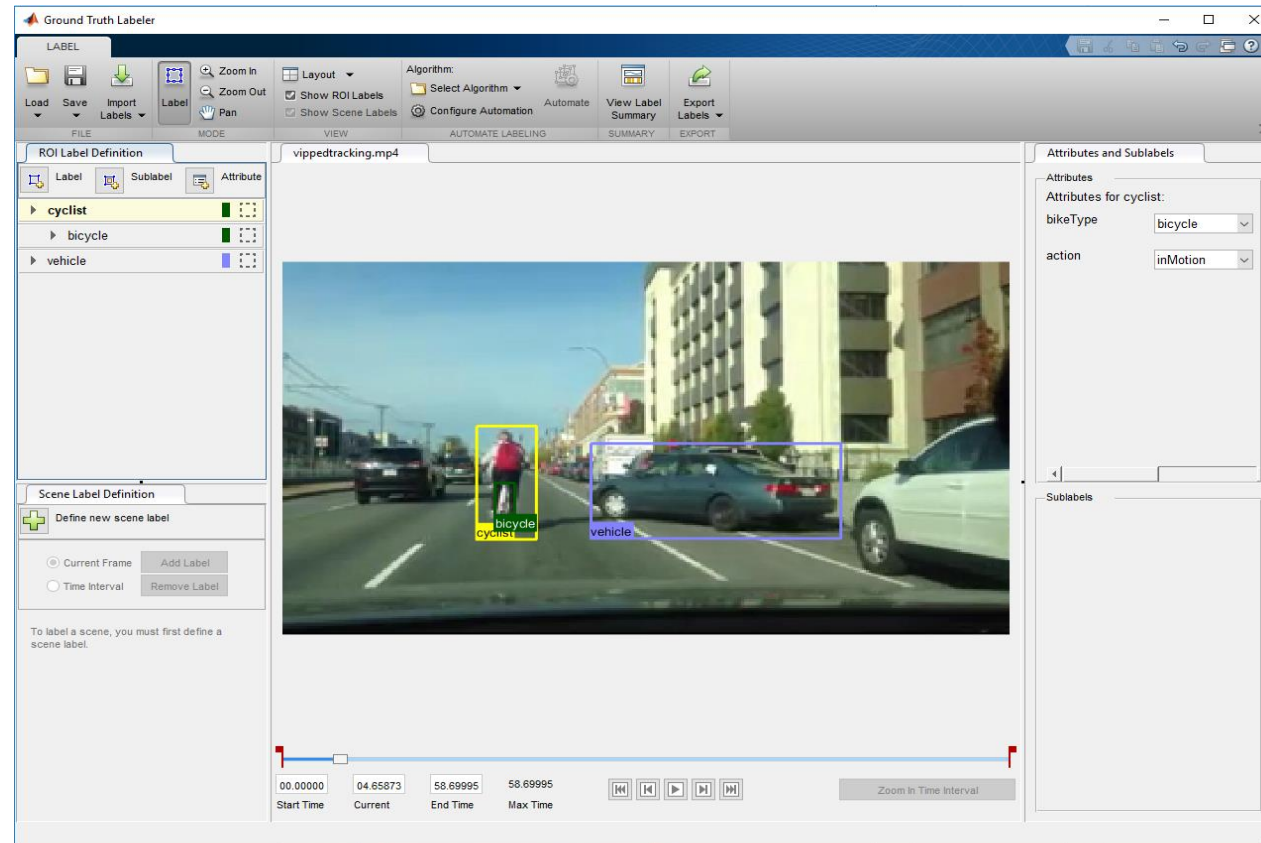 Ground Truth Labeler
LABEL
Load
Save
Import Labels
FILE
Label
Zoom In
Zoom Out
Pan
MODE
Layout
Show ROI Labels
Show Scene Labels
VIEW
Algorithm:
Select Algorithm
Configure Automation
Automate
AUTOMATE LABELING
View Label Summary
SUMMARY
Export Labels
EXPORT
ROI Label Definition
Label
Sublabel
Attribute
cyclist
bicycle
vehicle
Scene Label Definition
Define new scene label
Current Frame
Add Label
Time Interval
Remove Label
To label a scene, you must first define a
scene label.
vippedtracking.mp4
bicycle
cyclist
vehicle
00.00000
04.65873
58.69995
58.69995
Start Time
Current
End Time
Max Time
Zoom In Time Interval
Attributes and Sublabels
Attributes
Attributes for cyclist:
bikeType
bicycle
action
inMotion
Sublabels